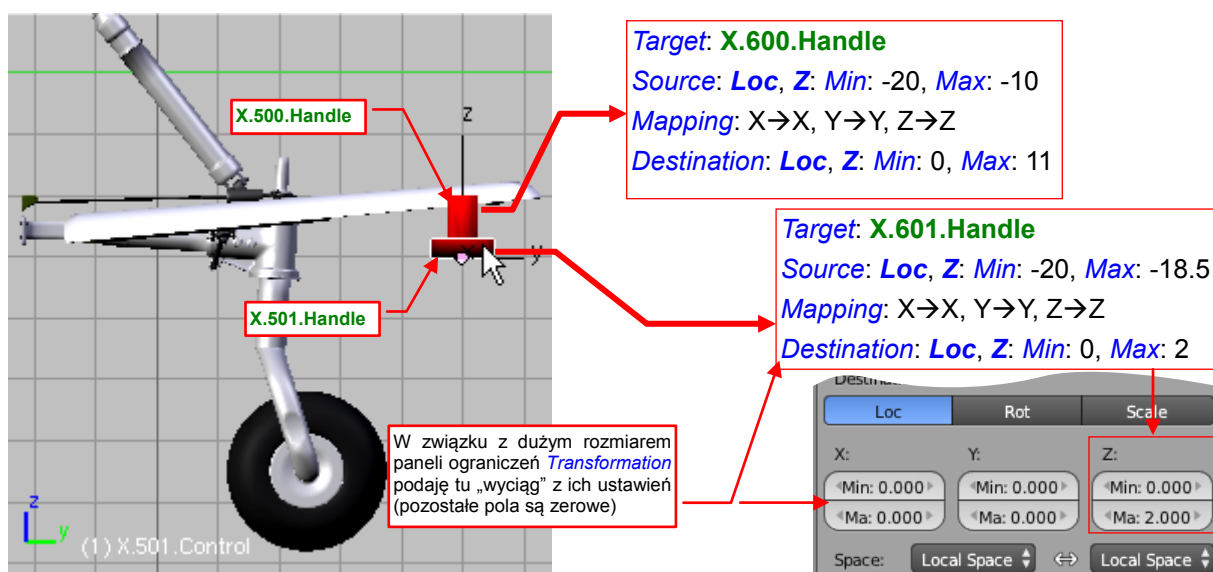 Target: X.600.Handle
Source: Loc, Z: Min: -20, Max: -10
Mapping: X→X, Y→Y, Z→Z
Destination: Loc, Z: Min: 0, Max: 11
X.500.Handle
z
y
X.501.Handle
Target: X.601.Handle
Source: Loc, Z: Min: -20, Max: -18.5
Mapping: X→X, Y→Y, Z→Z
Destination: Loc, Z: Min: 0, Max: 2
W związku z dużym rozmiarem
paneli ograniczeń Transformation
podaję tu „wyciąg” z ich ustawień
(pozostałe pola są zerowe)
Loc Rot Scale
X: Y: Z:
Min: 0.000 Min: 0.000 Min: 0.000
Ma: 0.000 Ma: 0.000 Ma: 2.000
Space: Local Space Local Space
z
y
(1) X.501.Control